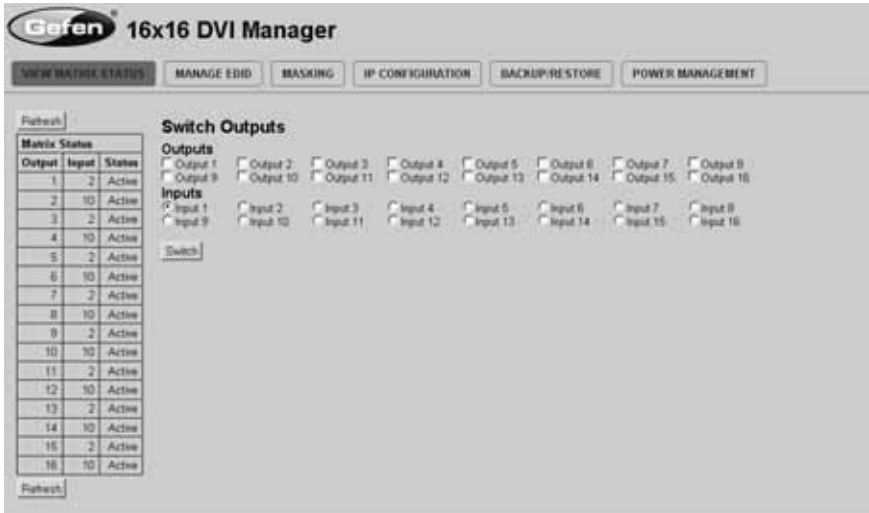 Gefen® 16x16 DVI Manager
VIEW MATRIX STATUS MANAGE EDID MASKING IP CONFIGURATION BACKUP/RESTORE POWER MANAGEMENT
Refresh
Switch Outputs
Matrix Status
Outputs
Output Input Status
Output 1 Output 2 Output 3 Output 4 Output 5 Output 6 Output 7 Output 8
Output 9 Output 10 Output 11 Output 12 Output 13 Output 14 Output 15 Output 16
Inputs
Input 1 Input 2 Input 3 Input 4 Input 5 Input 6 Input 7 Input 8
Input 9 Input 10 Input 11 Input 12 Input 13 Input 14 Input 15 Input 16
Switch
1 2 Active
2 10 Active
3 2 Active
4 10 Active
5 2 Active
6 10 Active
7 2 Active
8 10 Active
9 2 Active
10 10 Active
11 2 Active
12 10 Active
13 2 Active
14 10 Active
15 2 Active
16 10 Active
Refresh